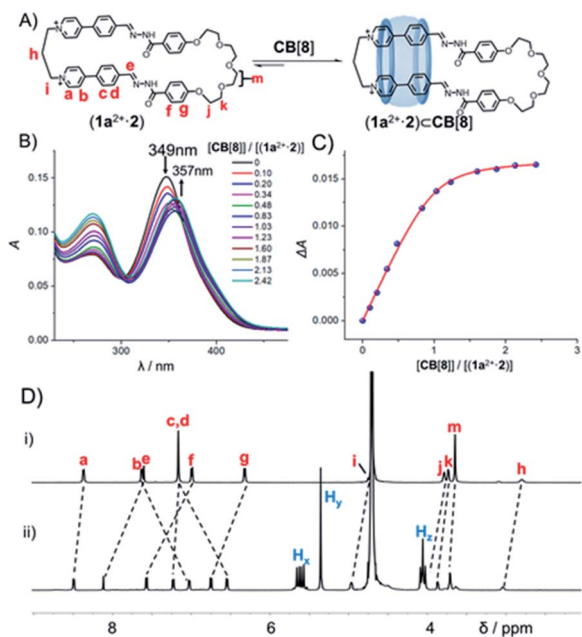 A)
CB[8]
h
i
a
b
c
d
e
f
g
j
k
m
N
N-NH
O
(1a²⁺·2)
(1a²⁺·2)⊂CB[8]
B)
349nm
357nm
[CB[8]] / [(1a²⁺·2)]
0
0.10
0.20
0.34
0.48
0.83
1.03
1.23
1.60
1.87
2.13
2.42
A
0.15
0.10
0.05
0.00
300
400
λ / nm
C)
ΔA
0.015
0.010
0.005
0.000
0
1
2
3
[CB[8]] / [(1a²⁺·2)]
D)
i)
a
b
e
c,d
f
g
i
j
k
m
h
ii)
Hx
Hy
Hz
8
6
4
δ / ppm